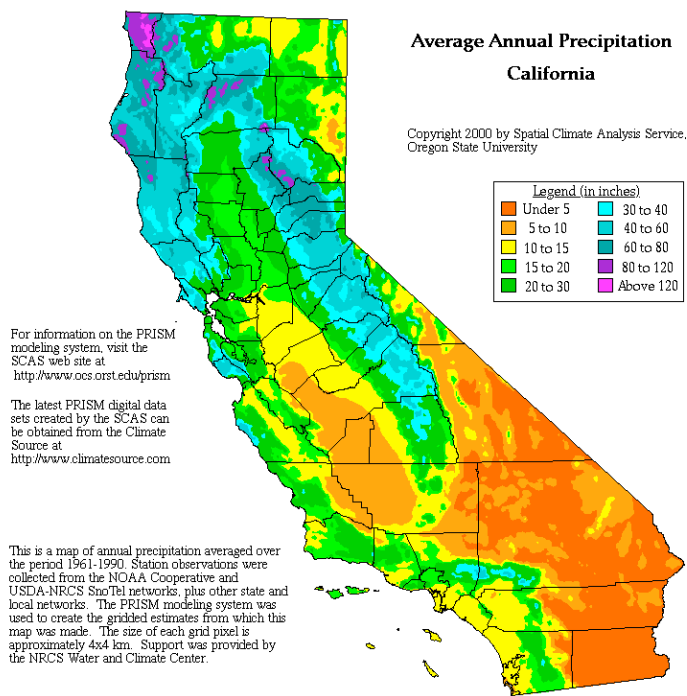 Average Annual Precipitation
California
Copyright 2000 by Spatial Climate Analysis Service,
Oregon State University
Legend (in inches)
Under 5
5 to 10
10 to 15
15 to 20
20 to 30
30 to 40
40 to 60
60 to 80
80 to 120
Above 120
For information on the PRISM
modeling system, visit the
SCAS web site at
http://www.ocs.orst.edu/prism
The latest PRISM digital data
sets created by the SCAS can
be obtained from the Climate
Source at
http://www.climatesource.com
This is a map of annual precipitation averaged over
the period 1961-1990. Station observations were
collected from the NOAA Cooperative and
USDA-NRCS SnoTel networks, plus other state and
local networks. The PRISM modeling system was
used to create the gridded estimates from which this
map was made. The size of each grid pixel is
approximately 4x4 km. Support was provided by
the NRCS Water and Climate Center.